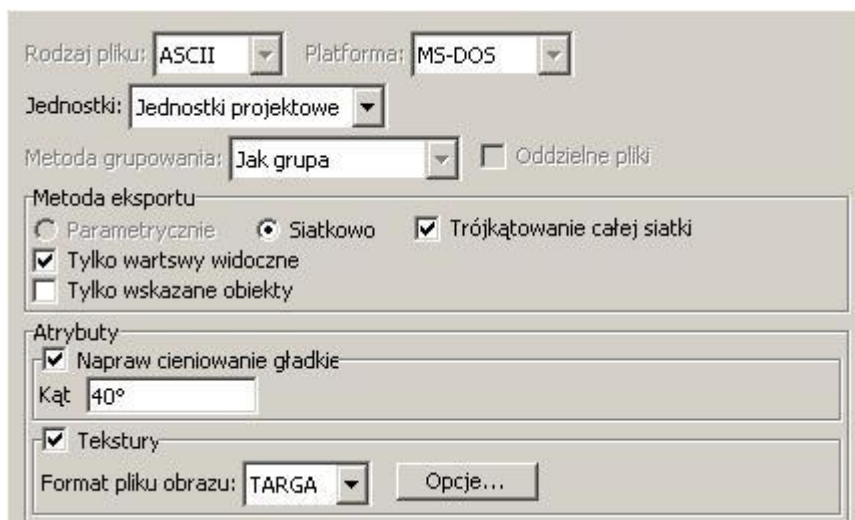 Rodzaj pliku: ASCII Platforma: MS-DOS
Jednostki: Jednostki projektowe
Metoda grupowania: Jak grupa Oddzielne pliki
Metoda eksportu
Parametrycznie Siatkowo Trójkątowanie całej siatki
Tylko wartswy widoczne
Tylko wskazane obiekty
Atrybuty
Napraw cieniowanie gładkie
Kąt 40°
Tekstury
Format pliku obrazu: TARGA Opcje...